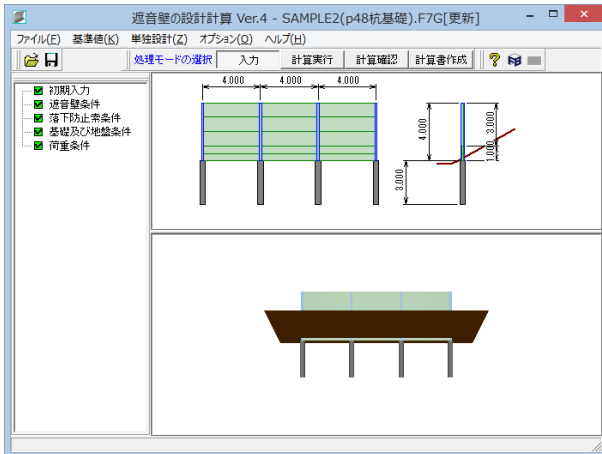 遮音壁の設計計算 Ver.4 - SAMPLE2(p48杭基礎).F7G[更新]
ファイル(F) 基準値(K) 単独設計(Z) オプション(O) ヘルプ(H)
処理モードの選択 入力 計算実行 計算確認 計算書作成
初期入力
遮音壁条件
落下防止索条件
基礎及び地盤条件
荷重条件
4.000 4.000 4.000
4.000
3.000
1.000
3.000